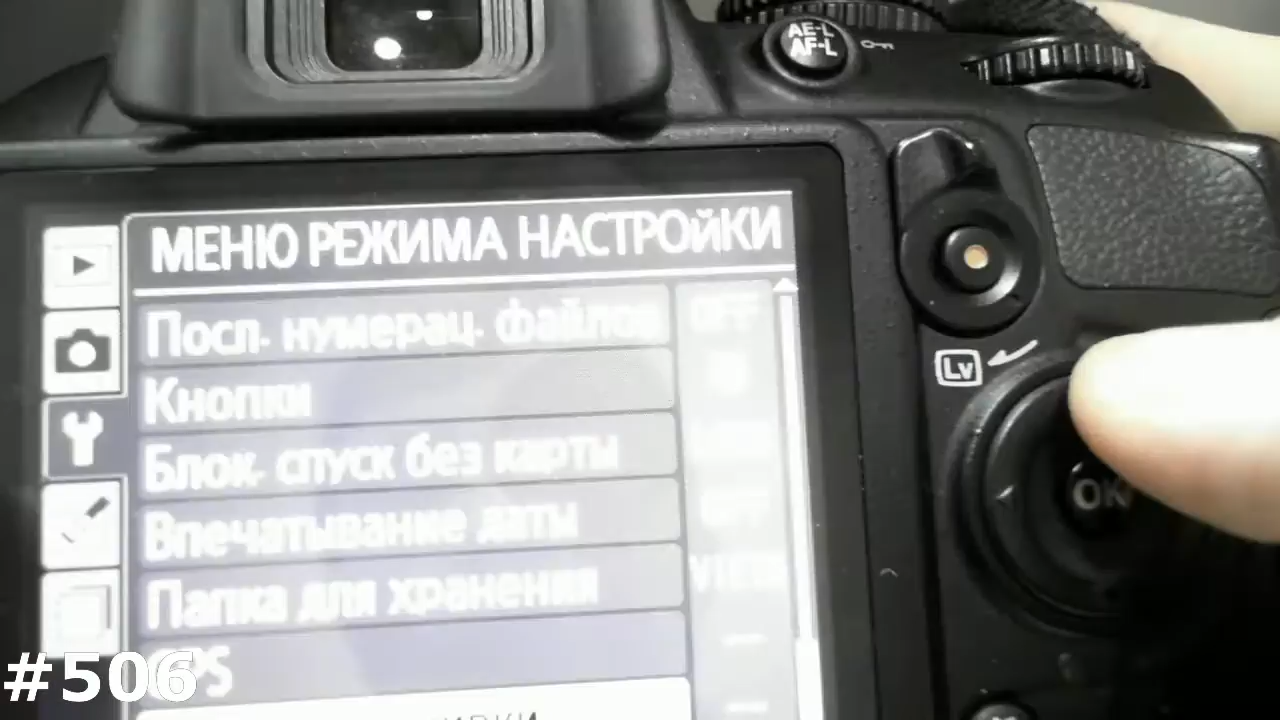 AE-L
AF-L
МЕНЮ РЕЖИМА НАСТРОЙКИ
Посл. нумерац. файлов
OFF
Кнопки
Блок. спуск без карты
Впечатывание даты
OFF
Папка для хранения
GPS
--
--
Lv
OK
#506